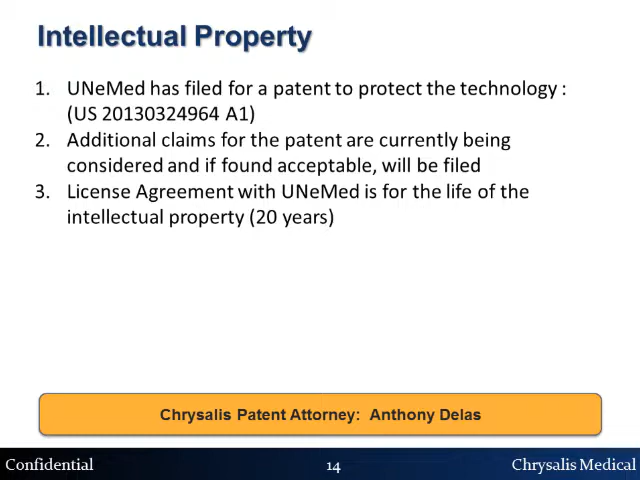 Intellectual Property
1. UNeMed has filed for a patent to protect the technology :
(US 20130324964 A1)
2. Additional claims for the patent are currently being
considered and if found acceptable, will be filed
3. License Agreement with UNeMed is for the life of the
intellectual property (20 years)
Chrysalis Patent Attorney: Anthony Delas
Confidential 14 Chrysalis Medical